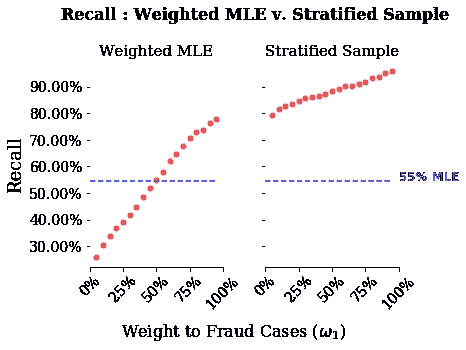 Recall : Weighted MLE v. Stratified Sample
Weighted MLE
Stratified Sample
90.00%
80.00%
70.00%
60.00%
50.00%
40.00%
30.00%
Recall
55% MLE
0%
25%
50%
75%
100%
0%
25%
50%
75%
100%
Weight to Fraud Cases (ω₁)